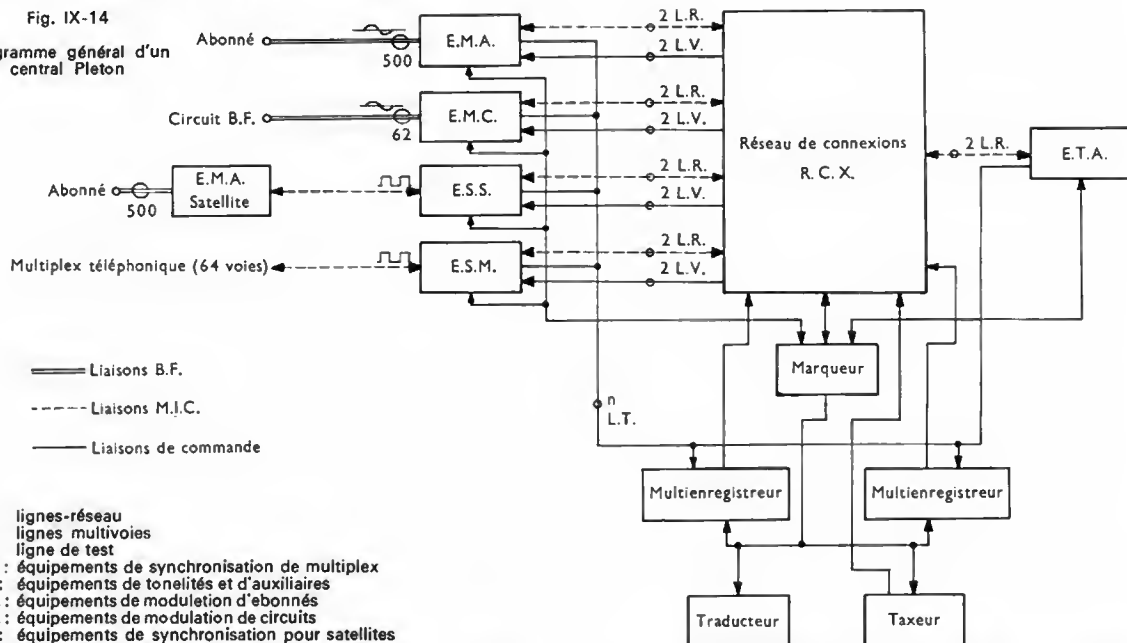 Fig. IX-14
gramme général d'un
central Pleton
Abonné
500
E.M.A.
2 L.R.
2 L.V.
Circuit B.F.
62
E.M.C.
2 L.R.
2 L.V.
Abonné
500
E.M.A.
Satellite
E.S.S.
2 L.R.
2 L.V.
Multiplex téléphonique (64 voies)
E.S.M.
2 L.R.
2 L.V.
Réseau de connexions
R. C. X.
2 L.R.
E.T.A.
Marqueur
n
L.T.
Liaisons B.F.
Liaisons M.I.C.
Liaisons de commande
Multienregistreur
Multienregistreur
Traducteur
Taxeur
lignes-réseau
lignes multivoies
ligne de test
: équipements de synchronisation de multiplex
: équipements de tonelités et d'auxiliaires
: équipements de moduletion d'ebonnés
: équipements de modulation de circuits
: équipements de synchronisation pour satellites